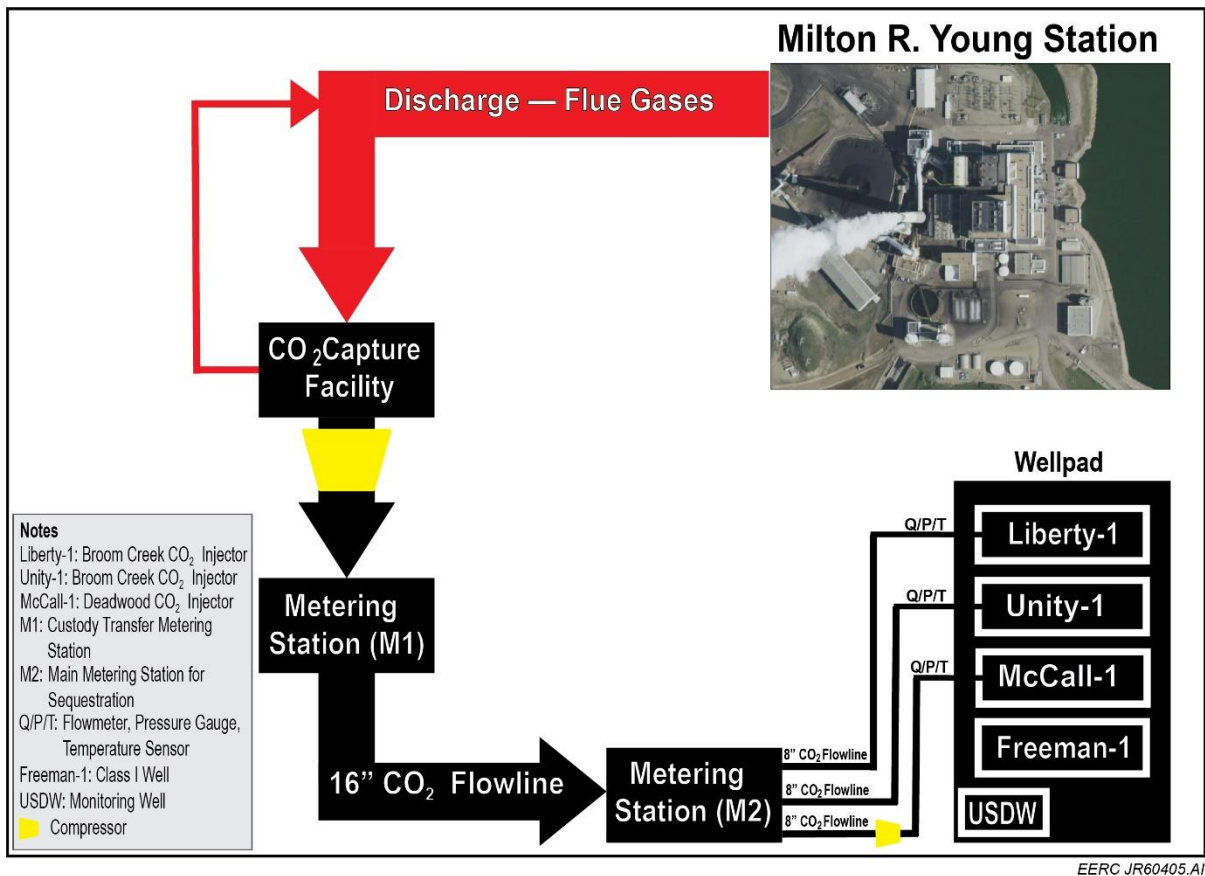 Milton R. Young Station
Discharge — Flue Gases
CO2 Capture
Facility
Metering
Station (M1)
16” CO2 Flowline
Metering
Station (M2)
8” CO2 Flowline
8” CO2 Flowline
8” CO2 Flowline
Q/P/T
Q/P/T
Q/P/T
Wellpad
Liberty-1
Unity-1
McCall-1
Freeman-1
USDW
Notes
Liberty-1: Broom Creek CO2 Injector
Unity-1: Broom Creek CO2 Injector
McCall-1: Deadwood CO2 Injector
M1: Custody Transfer Metering
Station
M2: Main Metering Station for
Sequestration
Q/P/T: Flowmeter, Pressure Gauge,
Temperature Sensor
Freeman-1: Class I Well
USDW: Monitoring Well
Compressor
EERC JR60405.AI